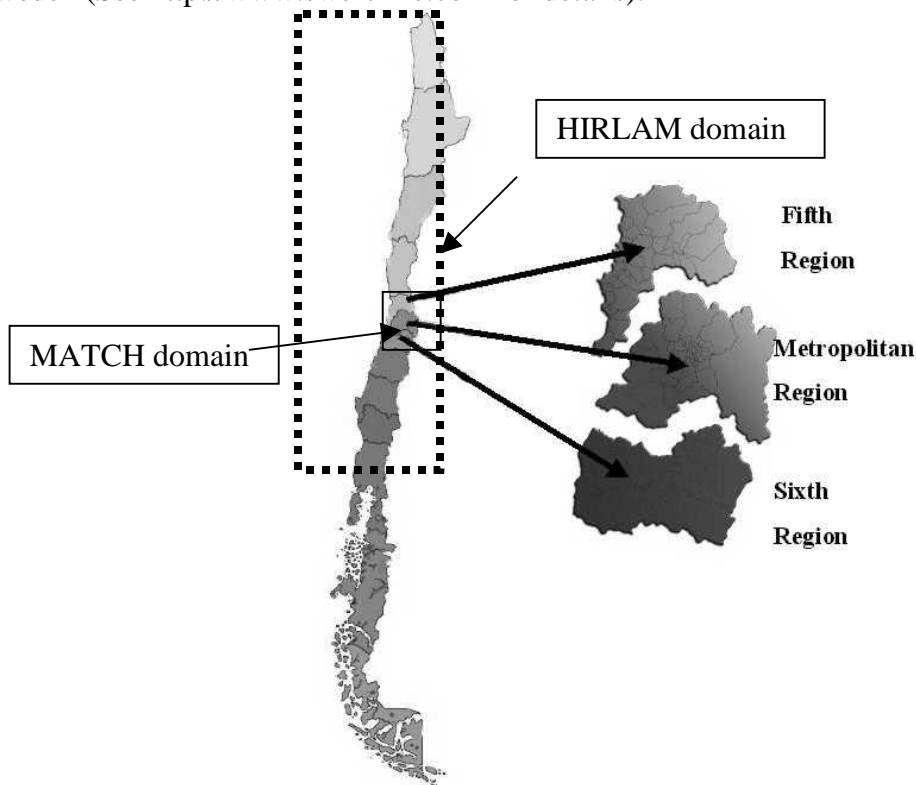 HIRLAM domain
Fifth
Region
MATCH domain
Metropolitan
Region
Sixth
Region